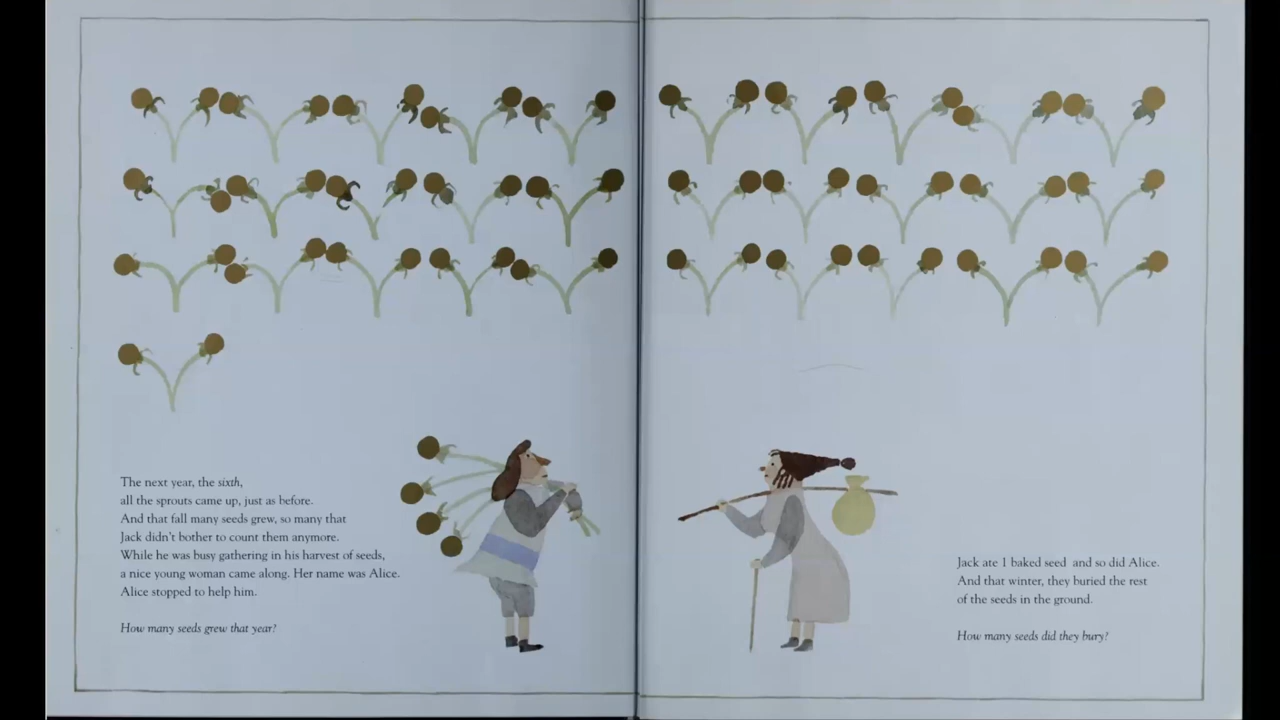 The next year, the sixth,
all the sprouts came up, just as before.
And that fall many seeds grew, so many that
Jack didn't bother to count them anymore.
While he was busy gathering in his harvest of seeds,
a nice young woman came along. Her name was Alice.
Alice stopped to help him.
How many seeds grew that year?
Jack ate 1 baked seed and so did Alice.
And that winter, they buried the rest
of the seeds in the ground.
How many seeds did they bury?